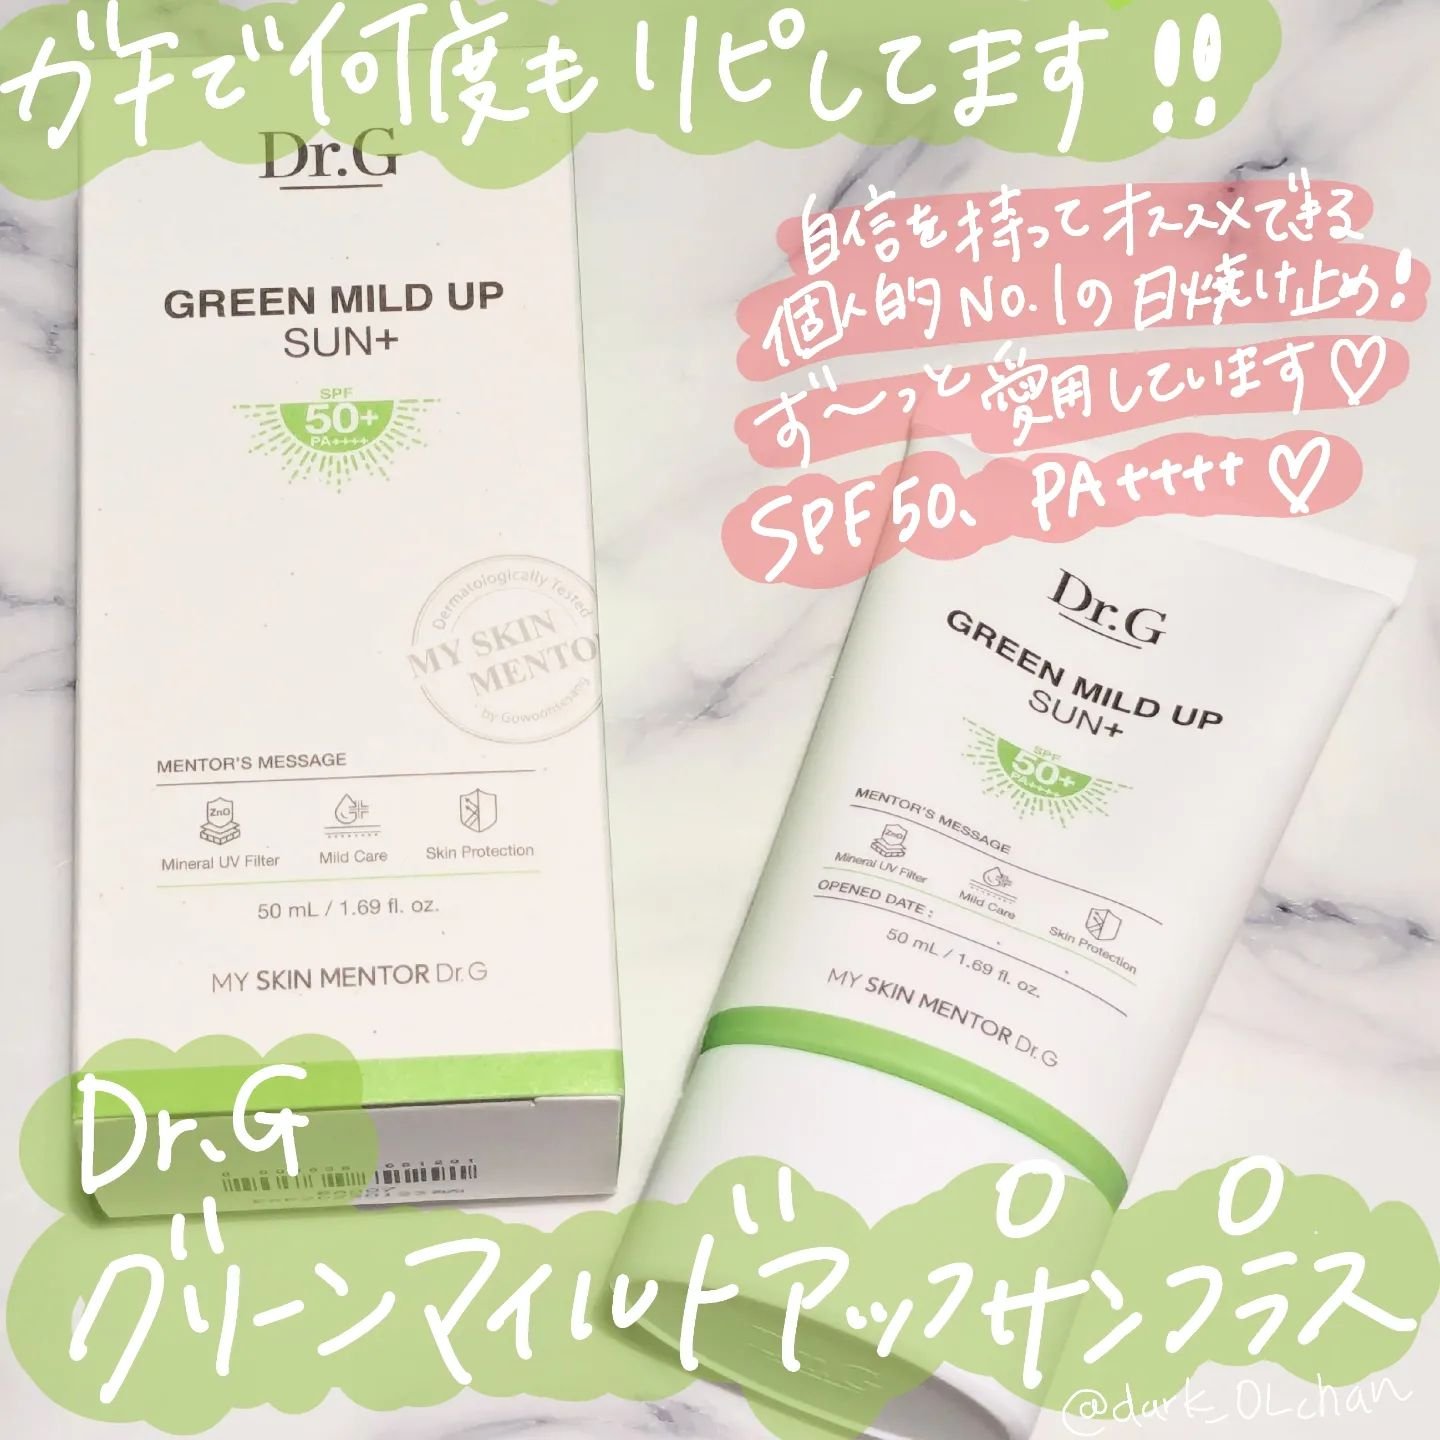 ガチで何度もリピしてます!!
Dr.G
GREEN MILD UP
SUN+
SPF
50+
PA++++
Dermatologically Tested
MY SKIN
MENTO
by Gowoonsesang
MENTOR'S MESSAGE
ZnO
Mineral UV Filter
Mild Care
Skin Protection
50 mL / 1.69 fl. oz.
MY SKIN MENTOR Dr.G
自信を持ってオススメできる
個人的No.1の日焼け止め!
ず〜っと愛用しています♡
SPF50、PA++++♡
Dr.G
GREEN MILD UP
SUN+
SPF
50+
PA++++
MENTOR'S MESSAGE
ZnO
Mineral UV Filter
Mild Care
Skin Protection
OPENED DATE : . .
50 mL / 1.69 fl. oz.
MY SKIN MENTOR Dr.G
Dr.G
グリーンマイルドアップサンプラス
@dark_OLchan